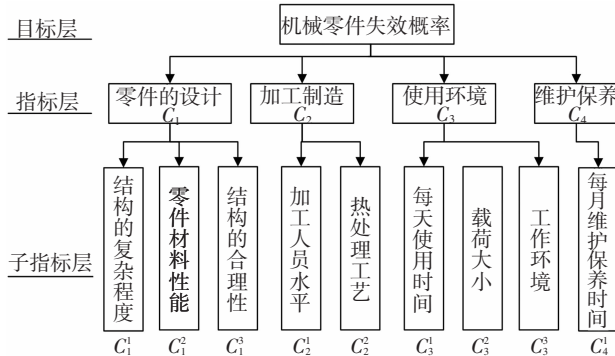 目标层
机械零件失效概率
指标层
零件的设计
C₁
加工制造
C₂
使用环境
C₃
维护保养
C₄
子指标层
结构的复杂程度
零件材料性能
结构的合理性
加工人员水平
热处理工艺
每天使用时间
载荷大小
工作环境
每月维护保养时间
C₁¹
C₁²
C₁³
C₂¹
C₂²
C₃¹
C₃²
C₃³
C₄¹